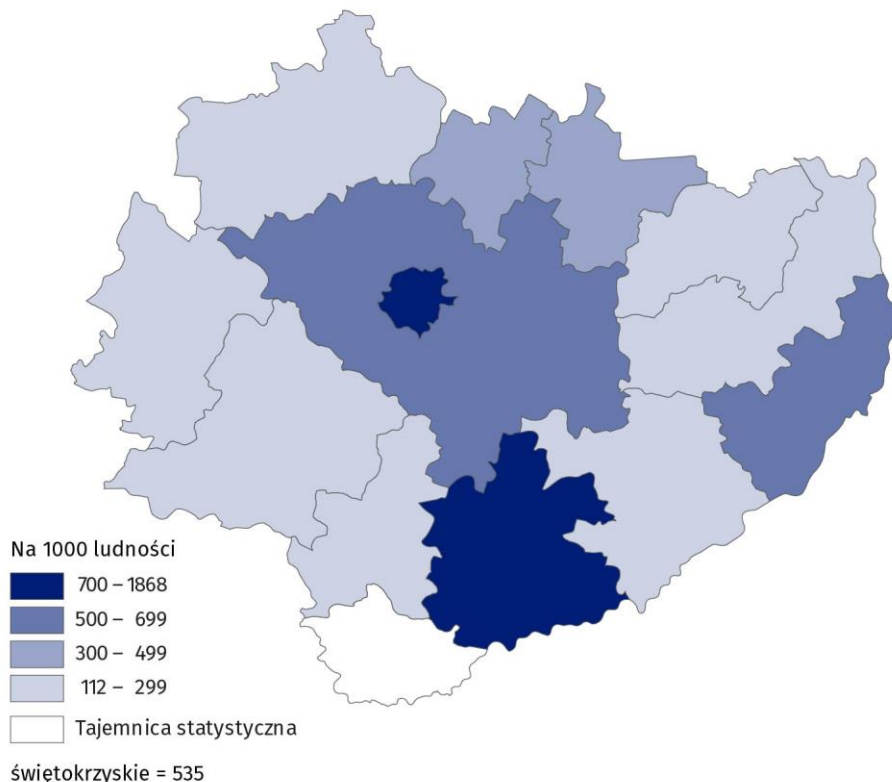 Na 1000 ludności
700 – 1868
500 – 699
300 – 499
112 – 299
Tajemnica statystyczna
świętokrzyskie = 535